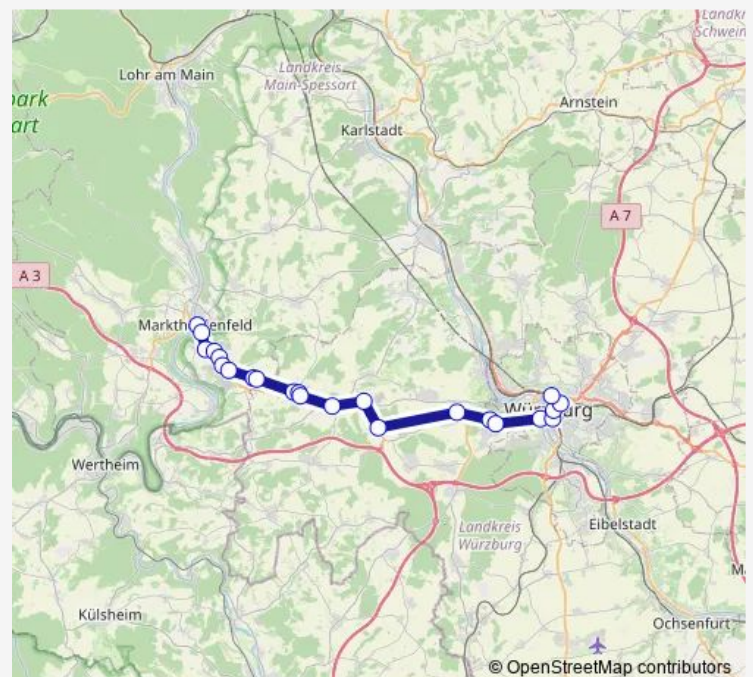 Landkr
Schwein
Lohr am Main
Landkreis
Main-Spessart
Arnstein
park
art
Karlstadt
A 7
A 3
Würzburg
Wertheim
Landkreis
Würzburg
Eibelstadt
Külsheim
Ochsenfurt
© OpenStreetMap contributors